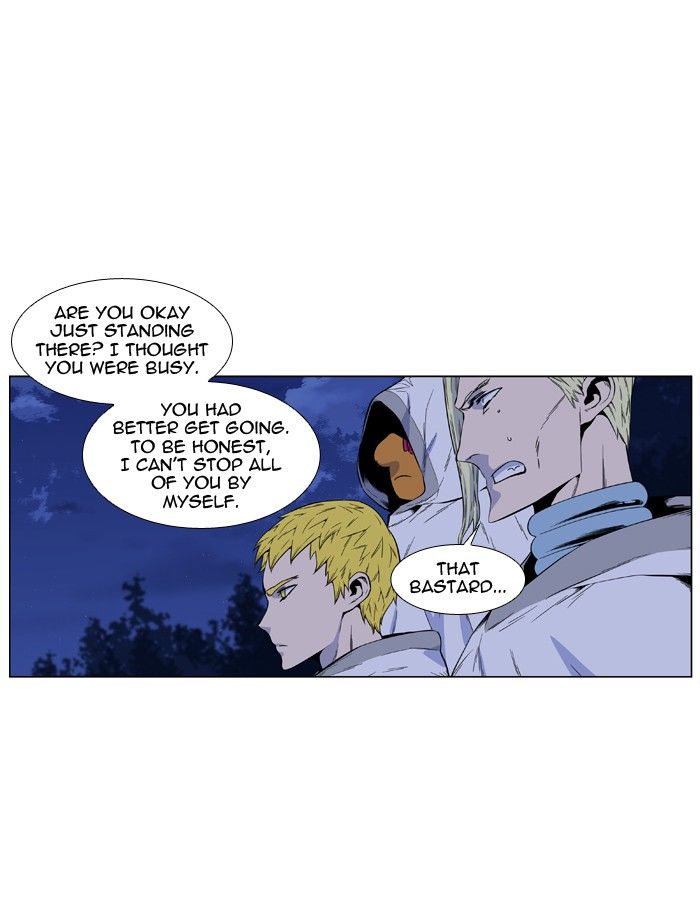 ARE YOU OKAY
JUST STANDING
THERE? I THOUGHT
YOU WERE BUSY.
YOU HAD
BETTER GET GOING.
TO BE HONEST,
I CAN'T STOP ALL
OF YOU BY
MYSELF.
THAT
BASTARD...